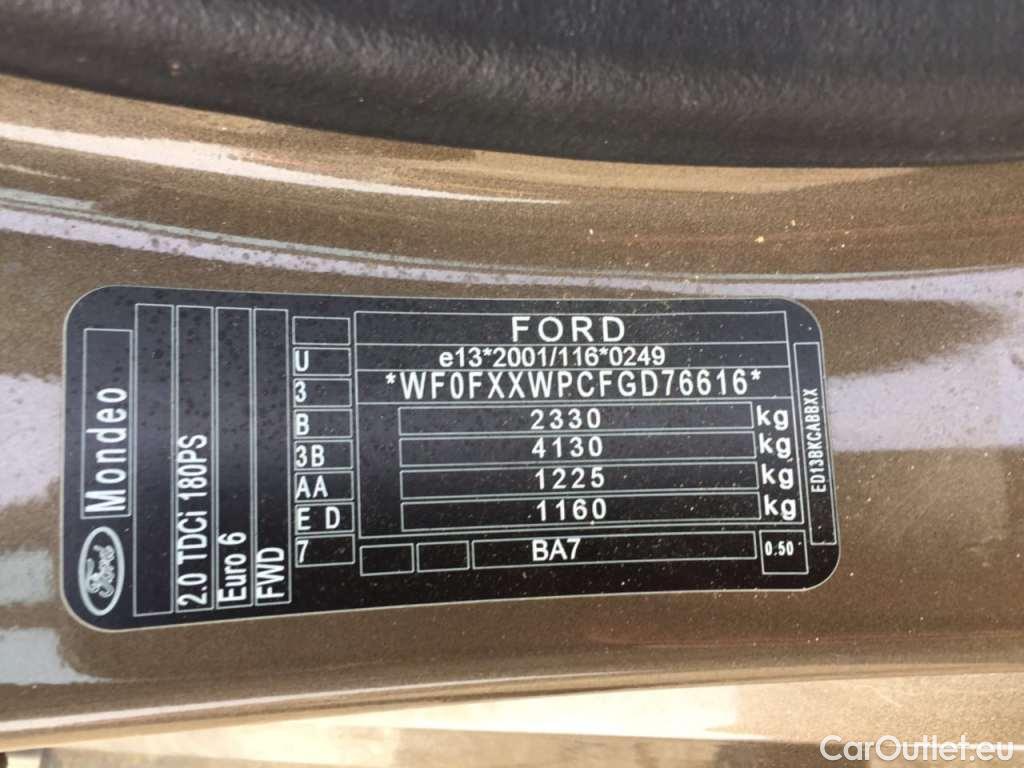 FORD
U
e13*2001/116*0249
3
*WF0FXXWPCFGD76616*
B
2330 kg
3B
4130 kg
AA
1225 kg
E D
1160 kg
7
BA7
0.50
Ford
Mondeo
2.0 TDCi 180PS
Euro 6
FWD
ED13BKCABBXX
CarOutlet.eu